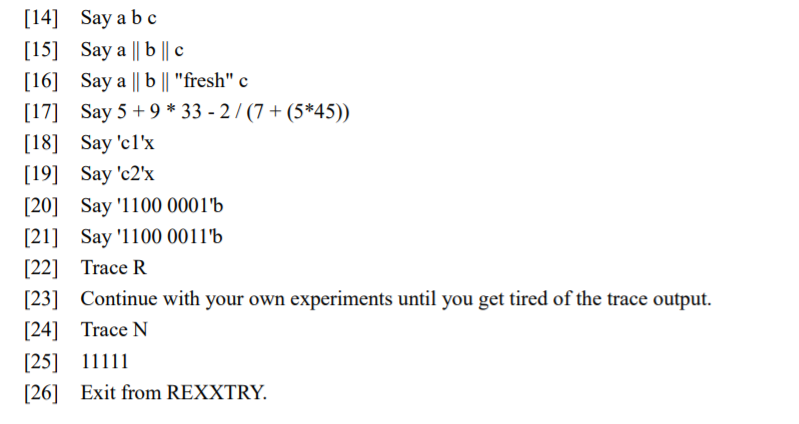 [14] Say a b c
[15] Say a || b || c
[16] Say a || b || "fresh" c
[17] Say 5 + 9 * 33 - 2 / (7 + (5*45))
[18] Say 'c1'x
[19] Say 'c2'x
[20] Say '1100 0001'b
[21] Say '1100 0011'b
[22] Trace R
[23] Continue with your own experiments until you get tired of the trace output.
[24] Trace N
[25] 11111
[26] Exit from REXXTRY.